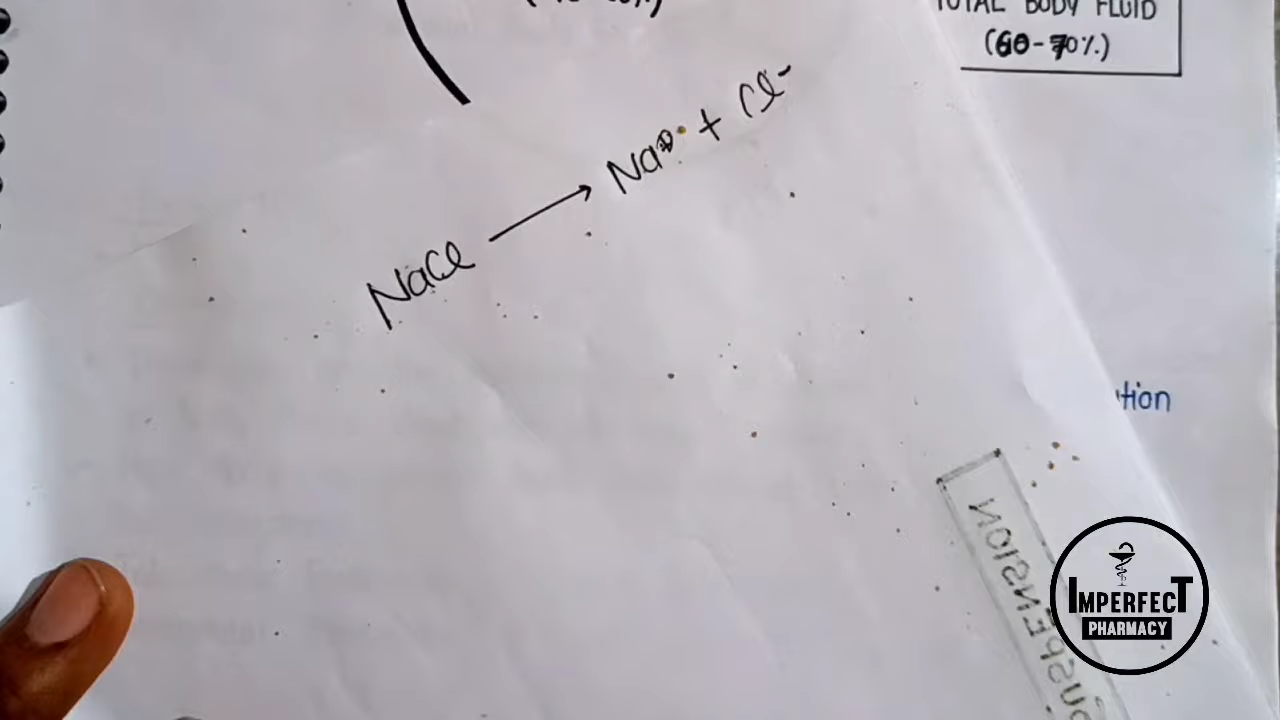 TOTAL BODY FLUID
(60-70%)
NaCl → Na⊕ + Cl⁻
tion
SUSPENSION
IMPERFECT
PHARMACY